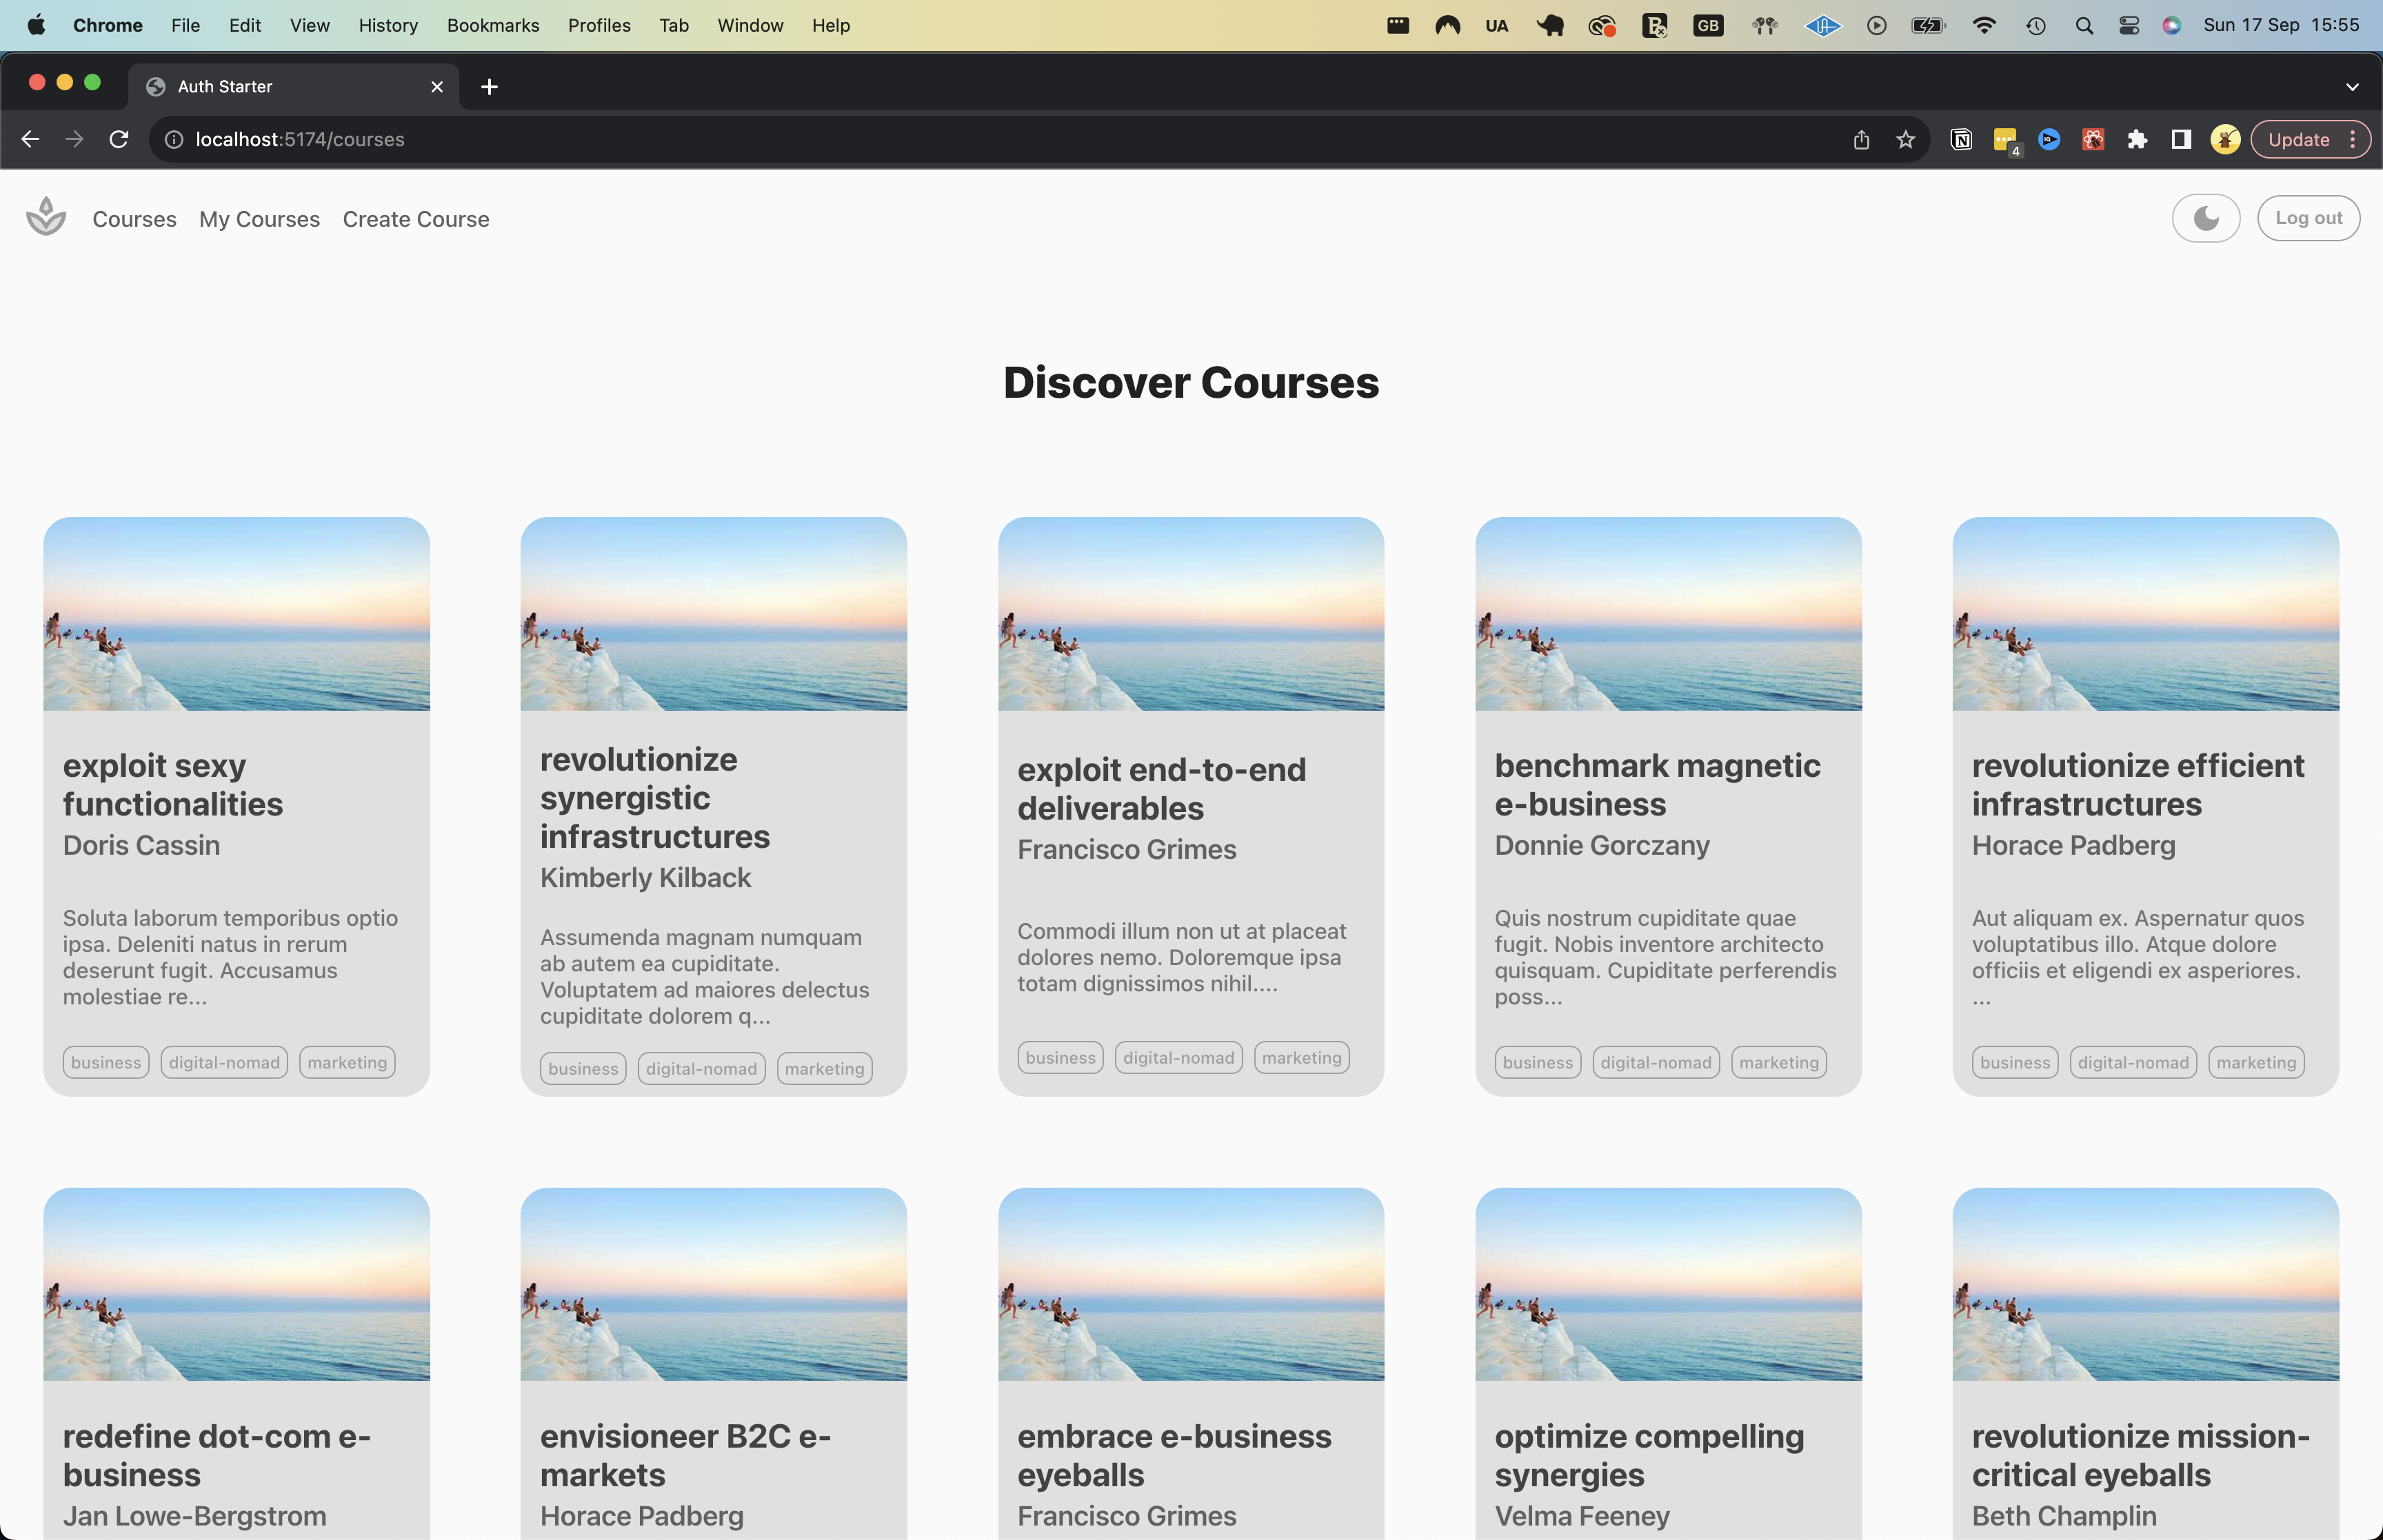 Chrome File Edit View History Bookmarks Profiles Tab Window Help UA GB Sun 17 Sep 15:55
Auth Starter
localhost:5174/courses 4 Update
Courses My Courses Create Course Log out
Discover Courses
exploit sexy
functionalities
Doris Cassin
Soluta laborum temporibus optio
ipsa. Deleniti natus in rerum
deserunt fugit. Accusamus
molestiae re...
business digital-nomad marketing
revolutionize
synergistic
infrastructures
Kimberly Kilback
Assumenda magnam numquam
ab autem ea cupiditate.
Voluptatem ad maiores delectus
cupiditate dolorem q...
business digital-nomad marketing
exploit end-to-end
deliverables
Francisco Grimes
Commodi illum non ut at placeat
dolores nemo. Doloremque ipsa
totam dignissimos nihil....
business digital-nomad marketing
benchmark magnetic
e-business
Donnie Gorczany
Quis nostrum cupiditate quae
fugit. Nobis inventore architecto
quisquam. Cupiditate perferendis
poss...
business digital-nomad marketing
revolutionize efficient
infrastructures
Horace Padberg
Aut aliquam ex. Aspernatur quos
voluptatibus illo. Atque dolore
officiis et eligendi ex asperiores.
...
business digital-nomad marketing
redefine dot-com e-
business
Jan Lowe-Bergstrom
envisioneer B2C e-
markets
Horace Padberg
embrace e-business
eyeballs
Francisco Grimes
optimize compelling
synergies
Velma Feeney
revolutionize mission-
critical eyeballs
Beth Champlin